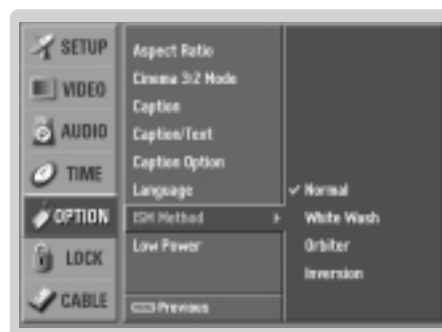 SETUP
VIDEO
AUDIO
TIME
OPTION
LOCK
CABLE
Aspect Ratio
Cinema 3:2 Mode
Caption
Caption/Text
Caption Option
Language
ISM Method
Low Power
Previous
Normal
White Wash
Orbiter
Inversion